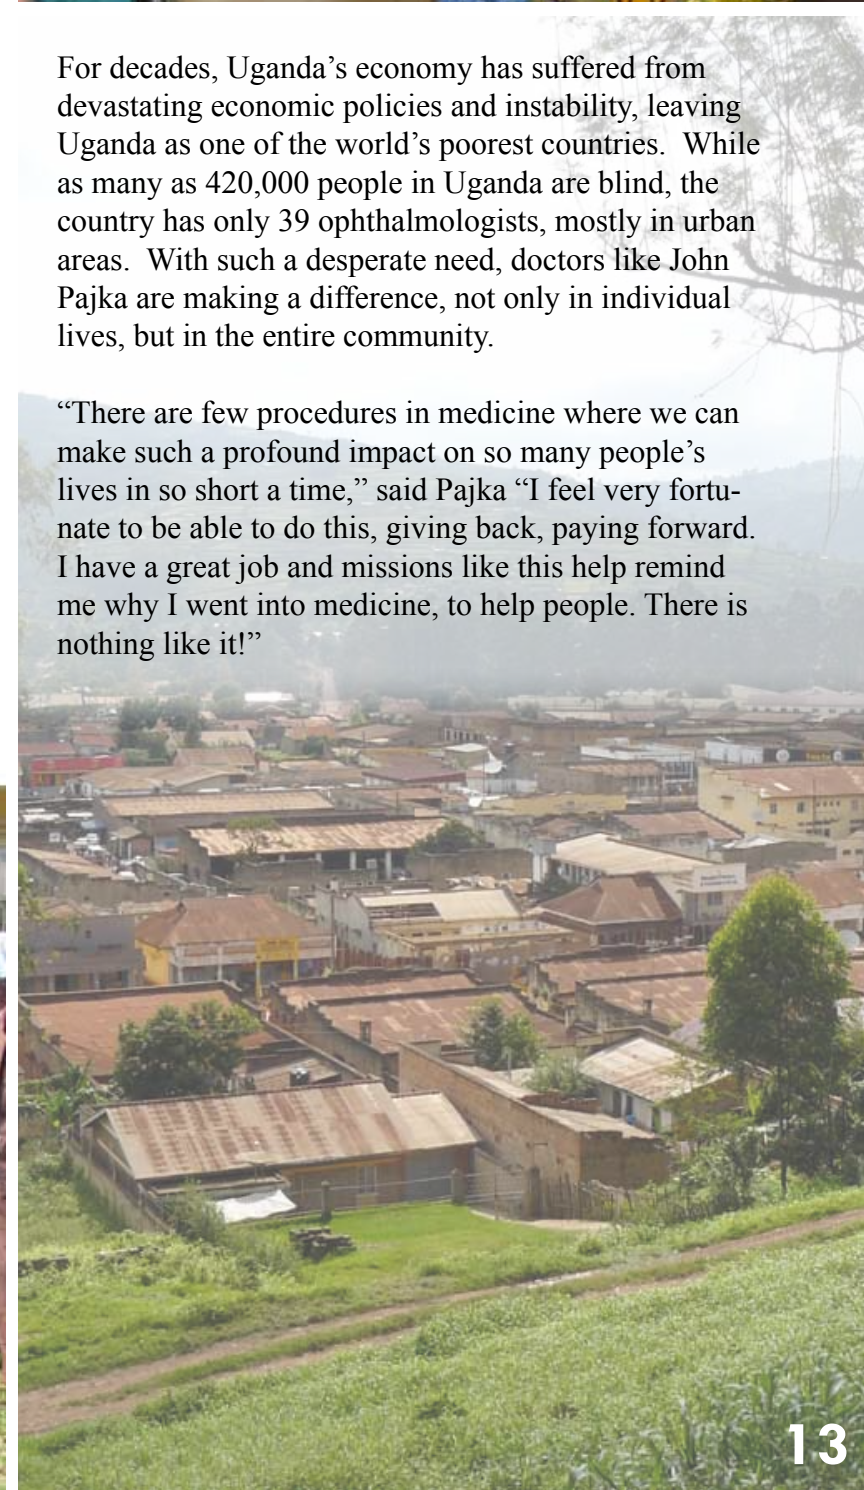 For decades, Uganda’s economy has suffered from
devastating economic policies and instability, leaving
Uganda as one of the world’s poorest countries.  While
as many as 420,000 people in Uganda are blind, the
country has only 39 ophthalmologists, mostly in urban
areas.  With such a desperate need, doctors like John
Pajka are making a difference, not only in individual
lives, but in the entire community.
“There are few procedures in medicine where we can
make such a profound impact on so many people’s
lives in so short a time,” said Pajka “I feel very fortu-
nate to be able to do this, giving back, paying forward.
I have a great job and missions like this help remind
me why I went into medicine, to help people. There is
nothing like it!”
13